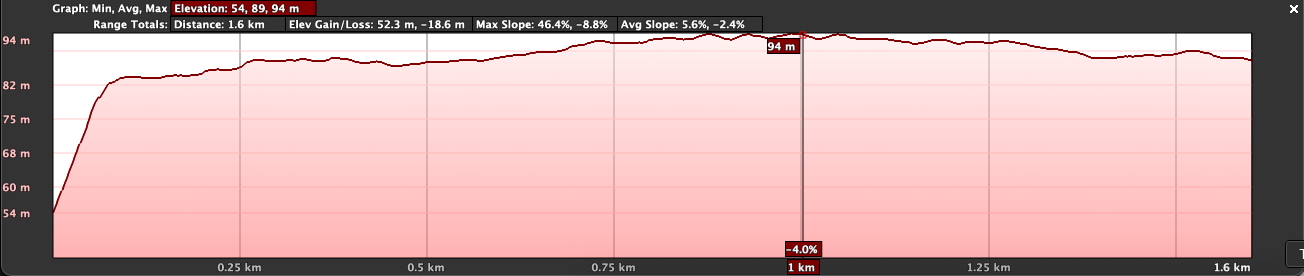 Graph: Min, Avg, Max Elevation: 54, 89, 94 m
Range Totals: Distance: 1.6 km Elev Gain/Loss: 52.3 m, -18.6 m Max Slope: 46.4%, -8.8% Avg Slope: 5.6%, -2.4%
94 m
94 m
82 m
75 m
68 m
60 m
54 m
-4.0%
0.25 km 0.5 km 0.75 km 1 km 1.25 km 1.6 km